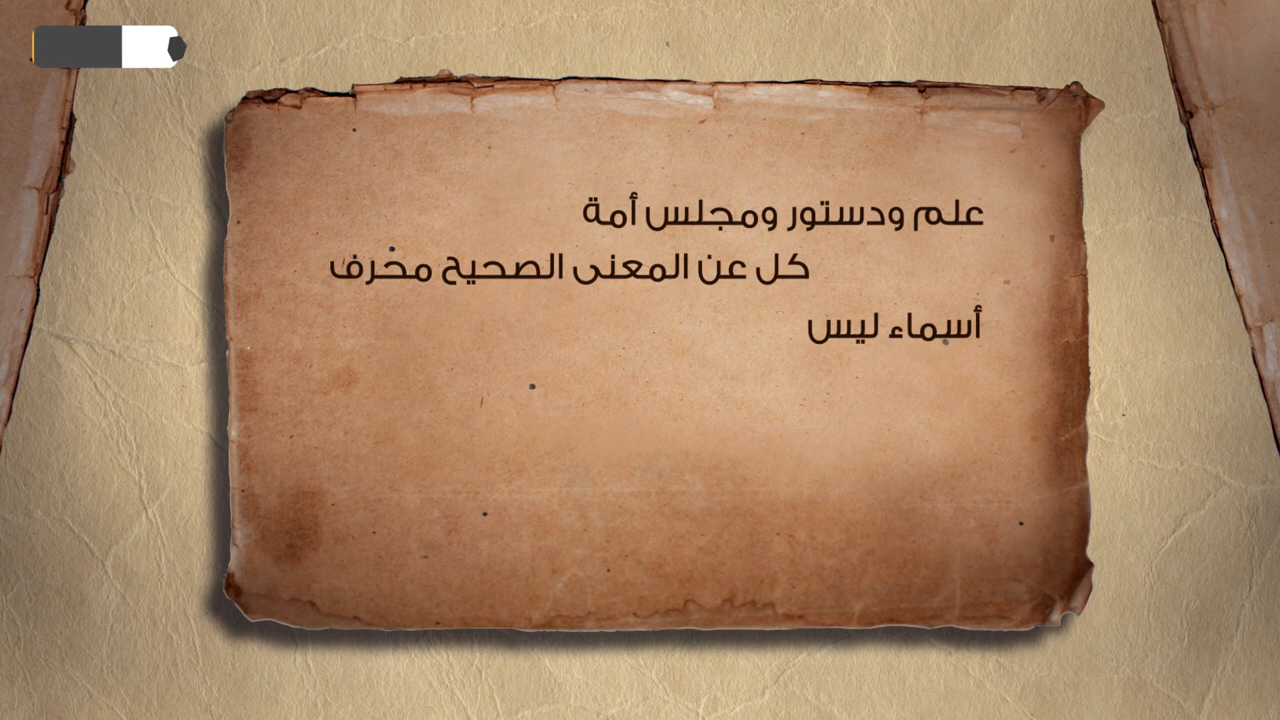 علم ودستور ومجلس أمة
كل عن المعنى الصحيح محرف
أسماء ليس